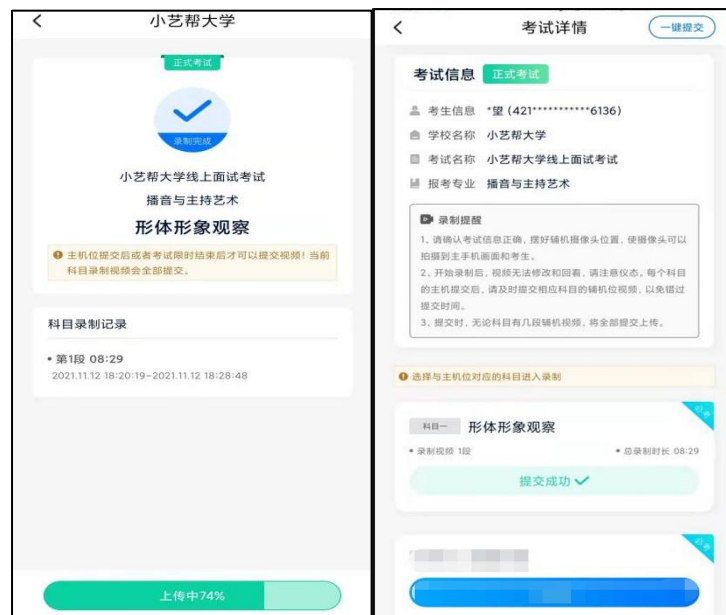 小艺帮大学
正式考试
录制完成
小艺帮大学线上面试考试
播音与主持艺术
形体形象观察
主机位提交后或者考试限时结束后才可以提交视频!当前
科目录制视频会全部提交。
科目录制记录
• 第1段 08:29
2021.11.12 18:20:19-2021.11.12 18:28:48
上传中74%
考试详情
一键提交
考试信息 正式考试
考生信息 *望 (421***********6136)
学校名称 小艺帮大学
考试名称 小艺帮大学线上面试考试
报考专业 播音与主持艺术
录制提醒
1、请确认考试信息正确,摆好辅机摄像头位置,使摄像头可以
拍摄到主手机画面和考生。
2、开始录制后,视频无法修改和回看,请注意仪态。每个科目
的主机提交后,请及时提交相应科目的辅机位视频,以免错过
提交时间。
3、提交时,无论科目有几段辅机视频,将全部提交上传。
选择与主机位对应的科目进入录制
必考
科目一 形体形象观察
• 录制视频 1段 • 总录制时长 08:29
提交成功
必考